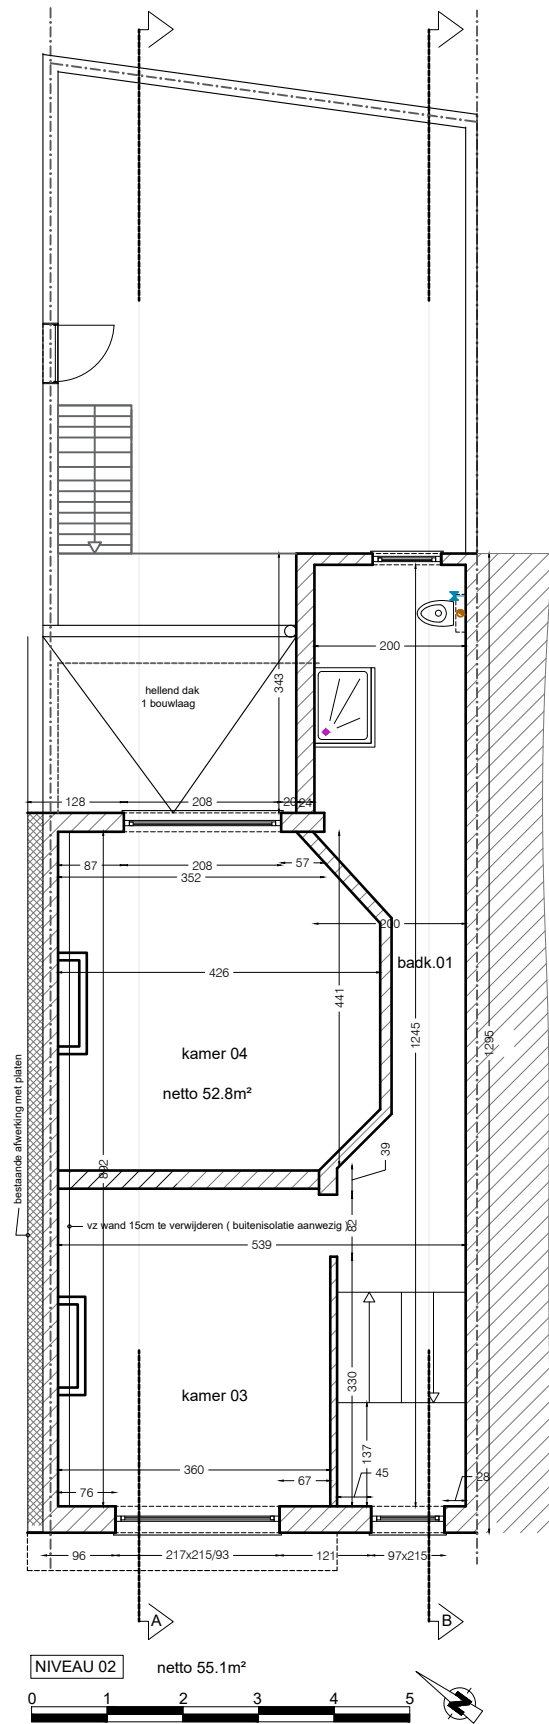 200
343
hellend dak
1 bouwlaag
128
208
20
24
87
208
57
352
200
426
badk.01
441
1245
1295
kamer 04
netto 52.8m²
bestaande afwerking met platen
892
39
82
vz wand 15cm te verwijderen ( buitenisolatie aanwezig )
539
330
kamer 03
137
360
45
67
76
28
96
217x215/93
121
97x215
A
B
NIVEAU 02
netto 55.1m²
0 1 2 3 4 5
N